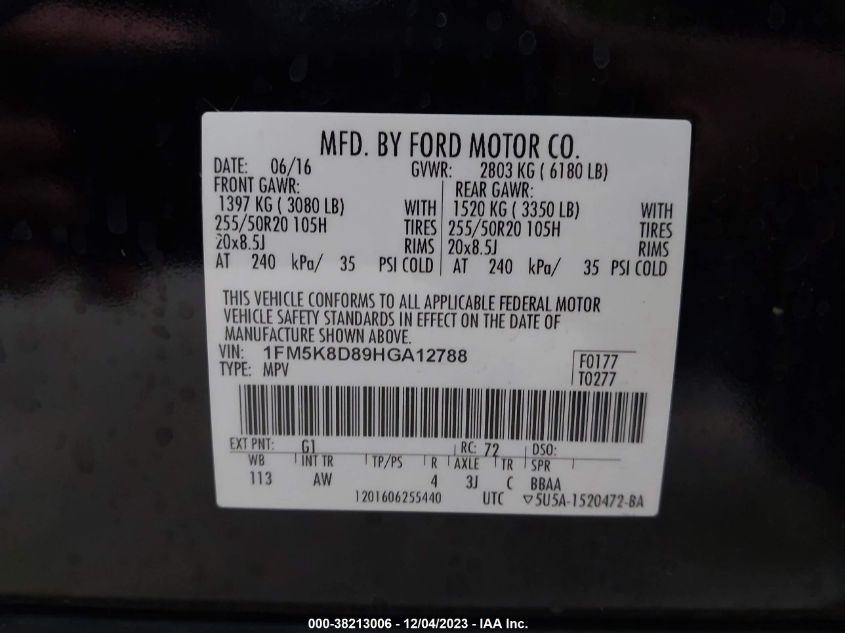 MFD. BY FORD MOTOR CO.
DATE: 06/16 GVWR: 2803 KG ( 6180 LB)
FRONT GAWR: REAR GAWR:
1397 KG ( 3080 LB) WITH 1520 KG ( 3350 LB) WITH
255/50R20 105H TIRES 255/50R20 105H TIRES
20x8.5J RIMS 20x8.5J RIMS
AT 240 kPa/ 35 PSI COLD AT 240 kPa/ 35 PSI COLD
THIS VEHICLE CONFORMS TO ALL APPLICABLE FEDERAL MOTOR
VEHICLE SAFETY STANDARDS IN EFFECT ON THE DATE OF
MANUFACTURE SHOWN ABOVE.
VIN: 1FM5K8D89HGA12788 F0177
TYPE: MPV T0277
EXT PNT: G1 RC: 72 DSO:
WB INT TR TP/PS R AXLE TR SPR
113 AW 4 3J C BBAA
1201606255440 UTC ▽5U5A-1520472-BA
000-38213006 - 12/04/2023 - IAA Inc.